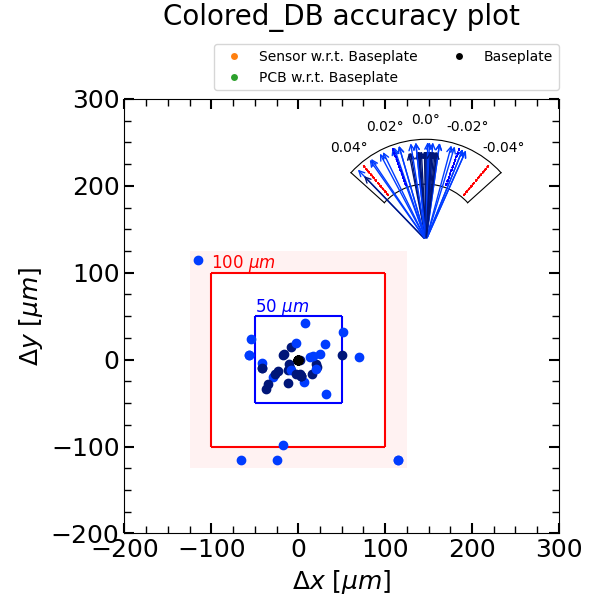 Colored_DB accuracy plot
Sensor w.r.t. Baseplate
PCB w.r.t. Baseplate
Baseplate
300
200
100
0
−100
−200
Δy [μm]
0.04°
0.02°
0.0°
-0.02°
-0.04°
100 μm
50 μm
−200
−100
0
100
200
300
Δx [μm]